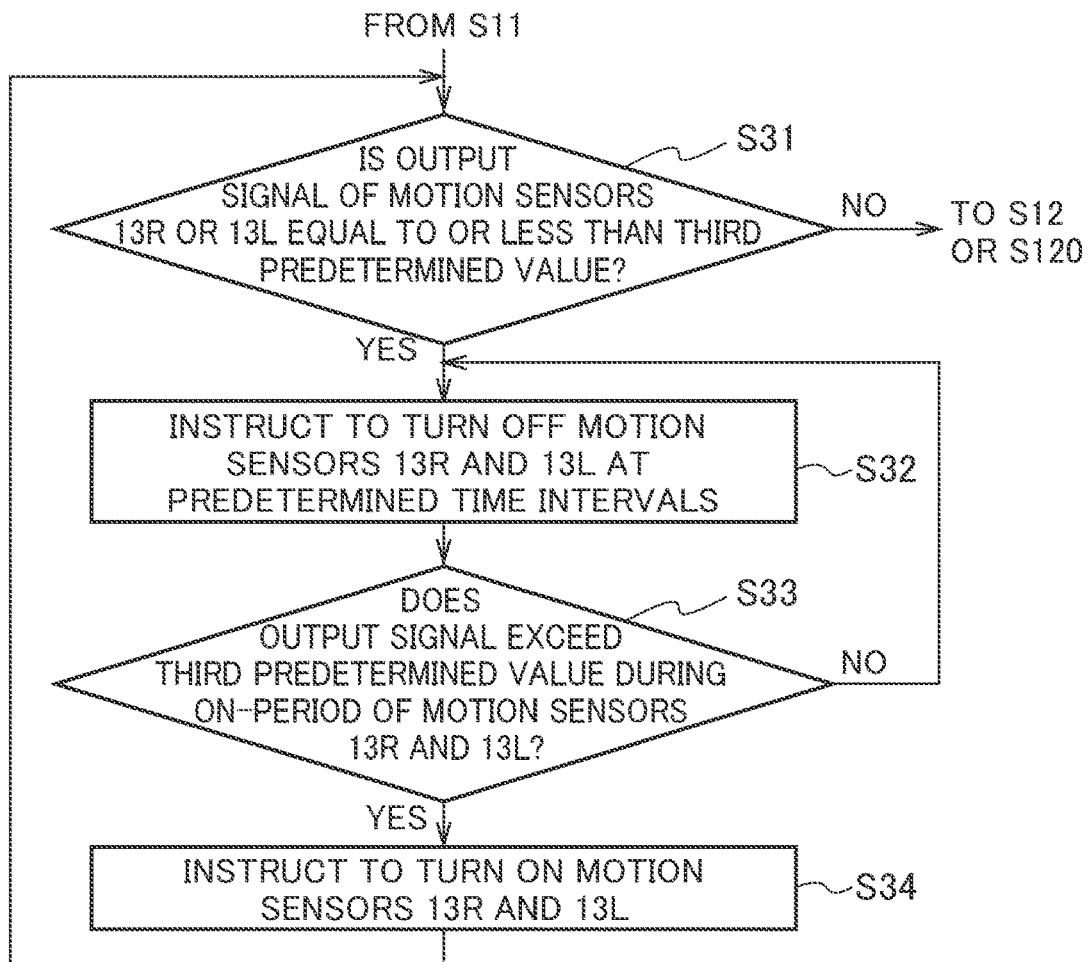 FROM S11
IS OUTPUT
SIGNAL OF MOTION SENSORS
13R OR 13L EQUAL TO OR LESS THAN THIRD
PREDETERMINED VALUE?
S31
NO
TO S12
OR S120
YES
INSTRUCT TO TURN OFF MOTION
SENSORS 13R AND 13L AT
PREDETERMINED TIME INTERVALS
S32
DOES
OUTPUT SIGNAL EXCEED
THIRD PREDETERMINED VALUE DURING
ON-PERIOD OF MOTION SENSORS
13R AND 13L?
S33
NO
YES
INSTRUCT TO TURN ON MOTION
SENSORS 13R AND 13L
S34